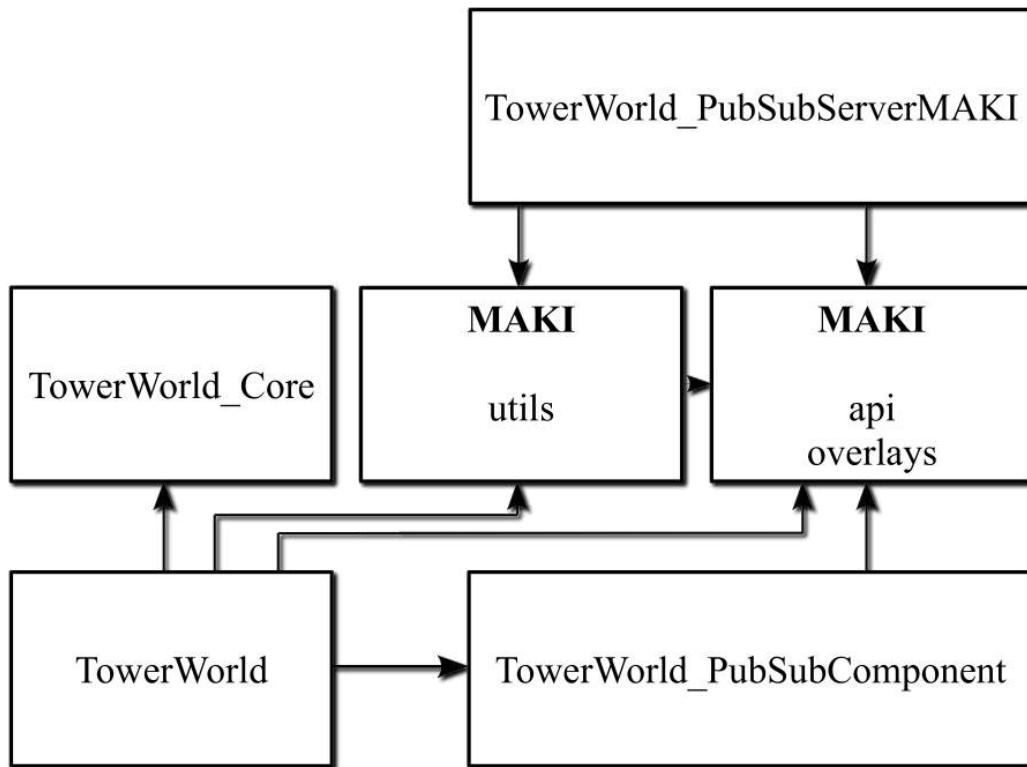 TowerWorld_PubSubServerMAKI
TowerWorld_Core
MAKI
utils
MAKI
api
overlays
TowerWorld
TowerWorld_PubSubComponent